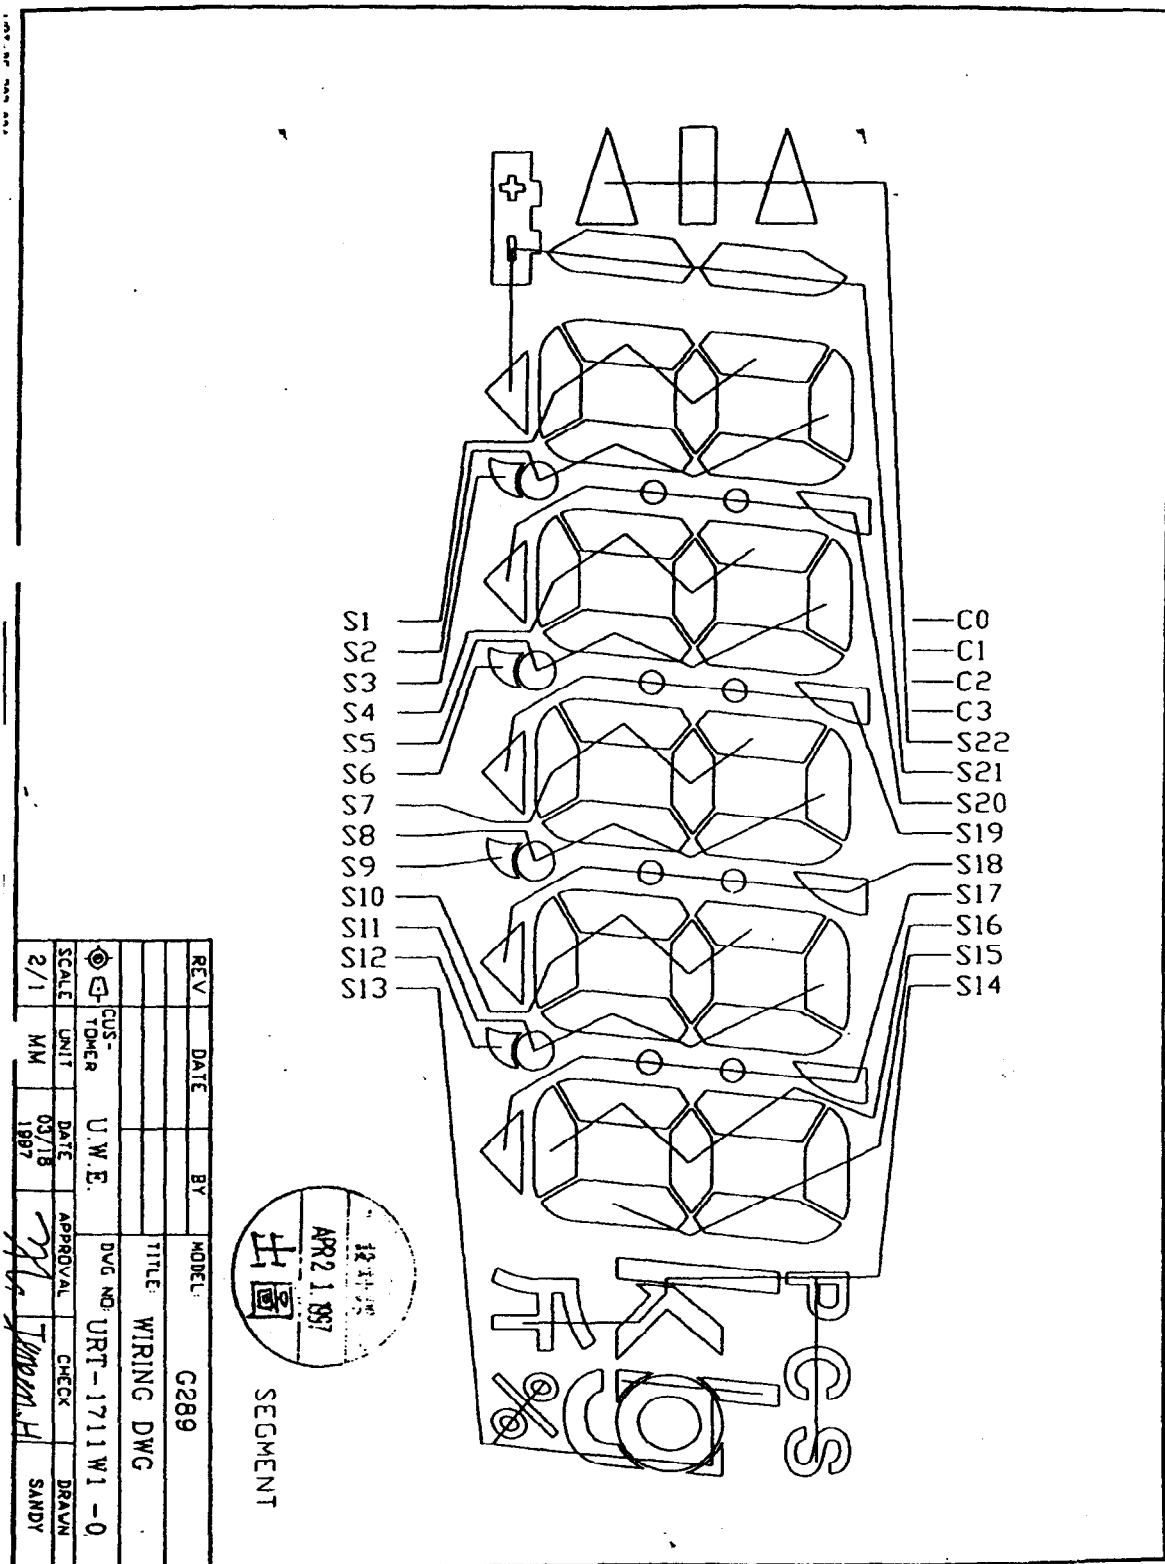 S1
S2
S3
S4
S5
S6
S7
S8
S9
S10
S11
S12
S13
C0
C1
C2
C3
S22
S21
S20
S19
S18
S17
S16
S15
S14
PCS
%
SEGMENT
出圖
APR 21 1997
REV DATE BY MODEL: G289
TITLE: WIRING DWG
CUS-TOMER U.W.E. DWG NO: URT-1711W1-0
SCALE UNIT DATE APPROVAL CHECK DRAWN
2/1 MM 03/18 1997 SANDY